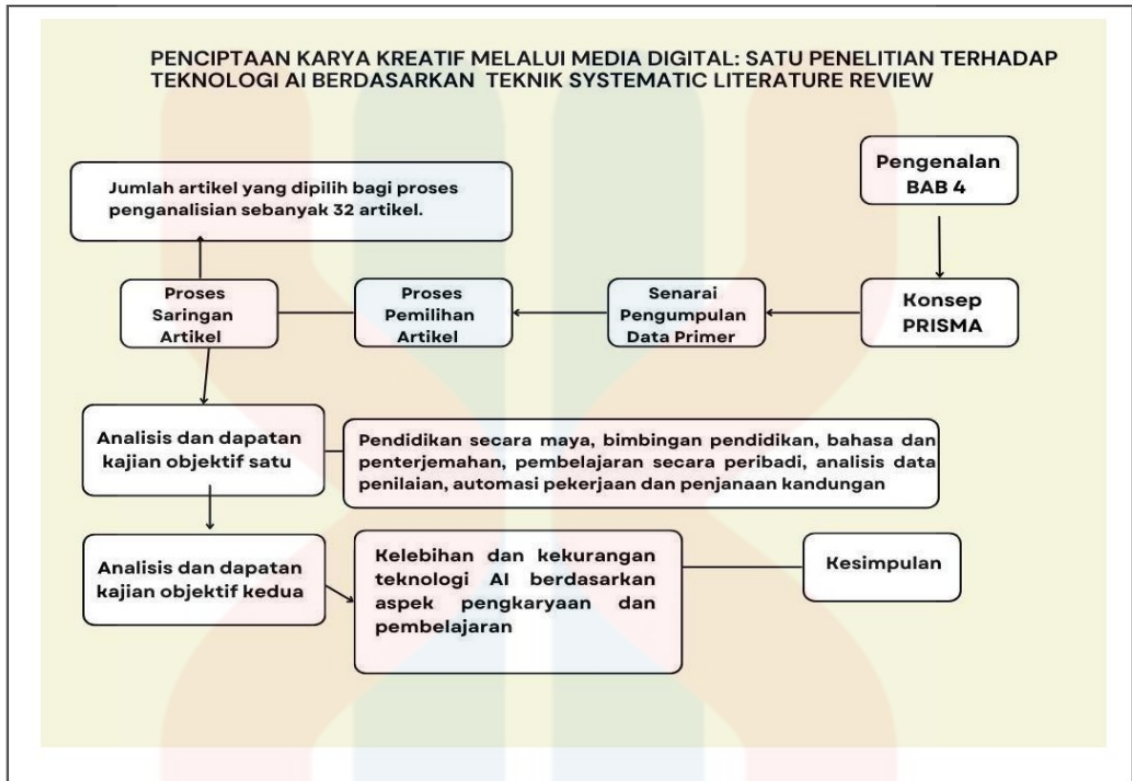 PENCIPTAAN KARYA KREATIF MELALUI MEDIA DIGITAL: SATU PENELITIAN TERHADAP
TEKNOLOGI AI BERDASARKAN TEKNIK SYSTEMATIC LITERATURE REVIEW
Pengenalan
BAB 4
Konsep
PRISMA
Senarai
Pengumpulan
Data Primer
Proses
Pemilihan
Artikel
Proses
Saringan
Artikel
Jumlah artikel yang dipilih bagi proses
penganalisian sebanyak 32 artikel.
Analisis dan dapatan
kajian objektif satu
Pendidikan secara maya, bimbingan pendidikan, bahasa dan
penterjemahan, pembelajaran secara peribadi, analisis data
penilaian, automasi pekerjaan dan penjanaan kandungan
Analisis dan dapatan
kajian objektif kedua
Kelebihan dan kekurangan
teknologi AI berdasarkan
aspek pengkaryaan dan
pembelajaran
Kesimpulan